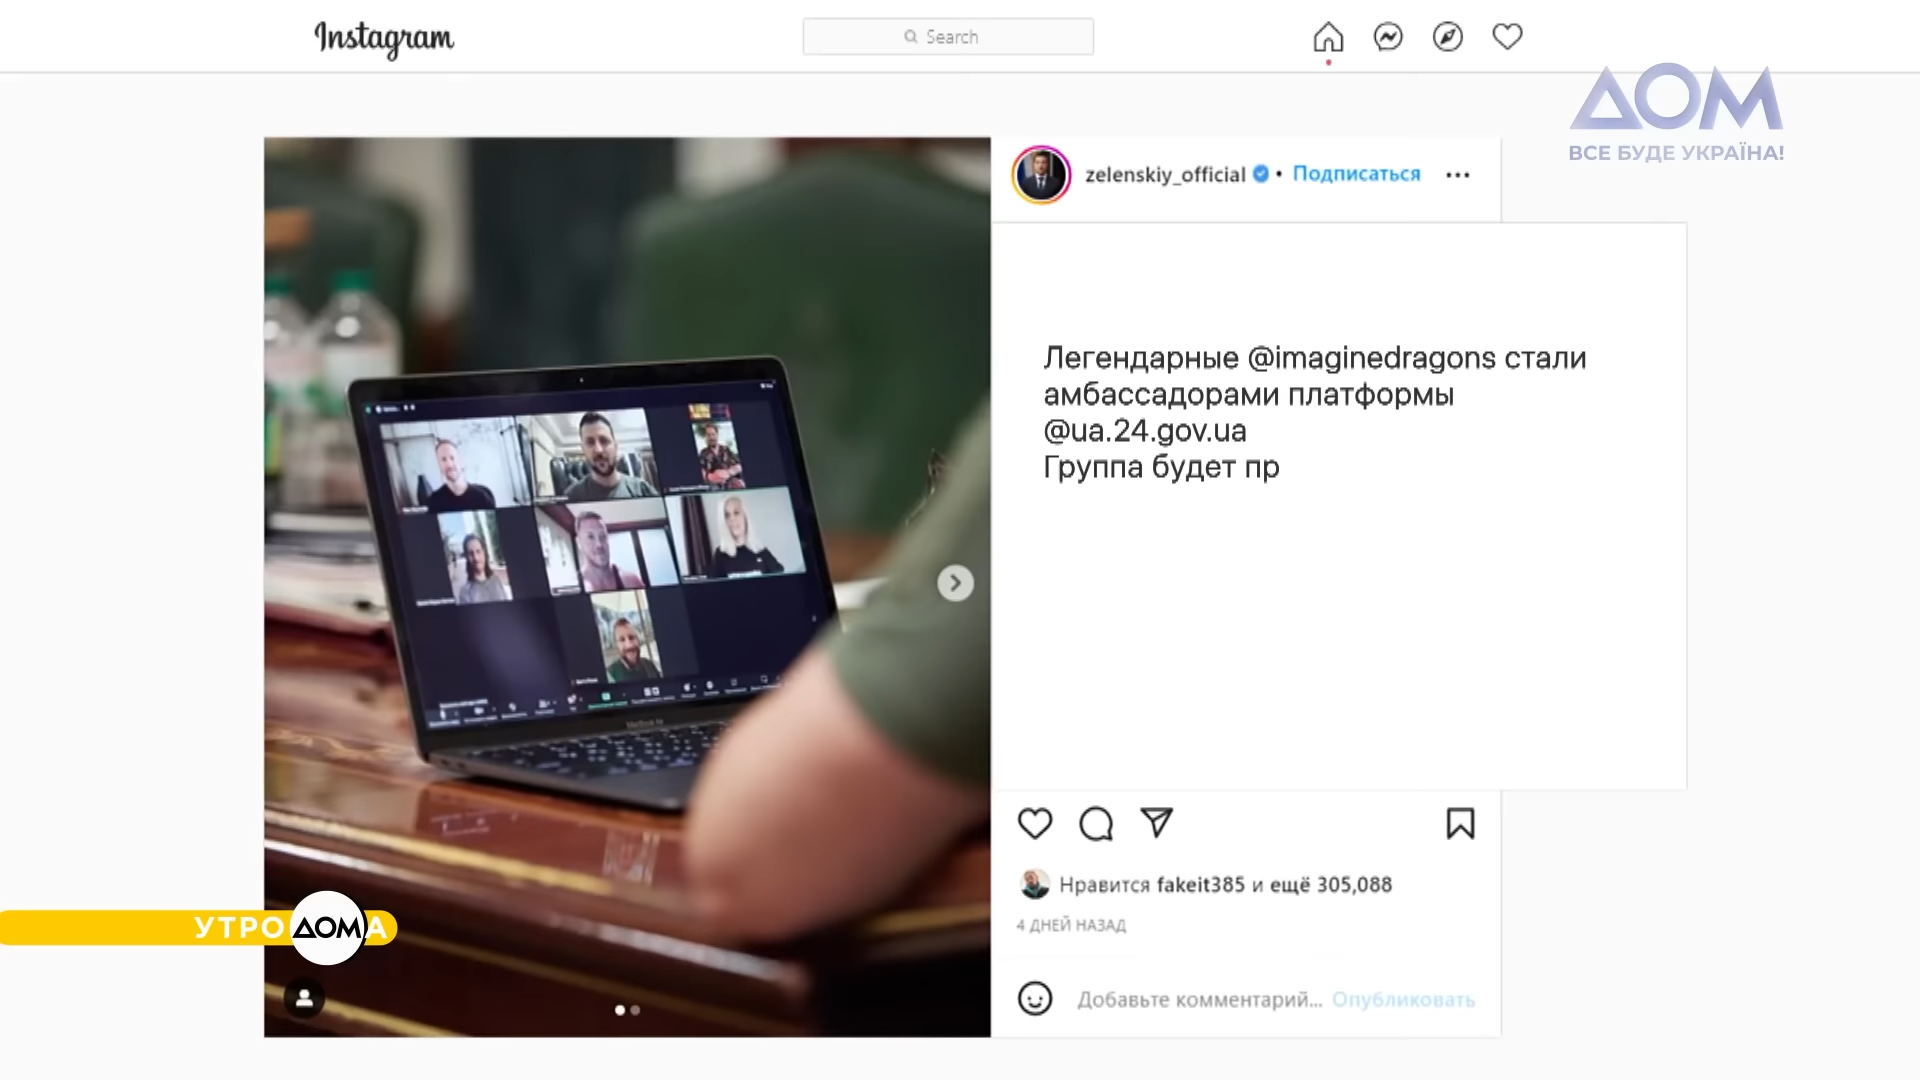 Instagram
Search
ДОМ
ВСЕ БУДЕ УКРАЇНА!
zelenskiy_official • Подписаться
Легендарные @imaginedragons стали
амбассадорами платформы
@ua.24.gov.ua
Группа будет пр
Нравится fakeit385 и ещё 305,088
4 ДНЕЙ НАЗАД
Добавьте комментарий... Опубликовать
УТРО ДОМА